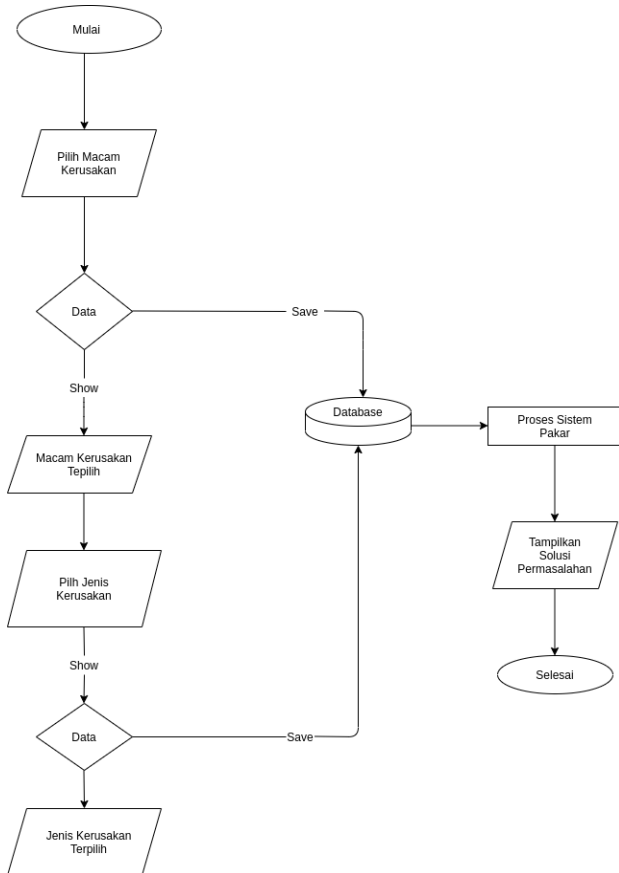 Mulai
Pilih Macam
Kerusakan
Data
Save
Show
Database
Proses Sistem
Pakar
Macam Kerusakan
Tepilih
Tampilkan
Solusi
Permasalahan
Pilh Jenis
Kerusakan
Show
Selesai
Data
Save
Jenis Kerusakan
Terpilih